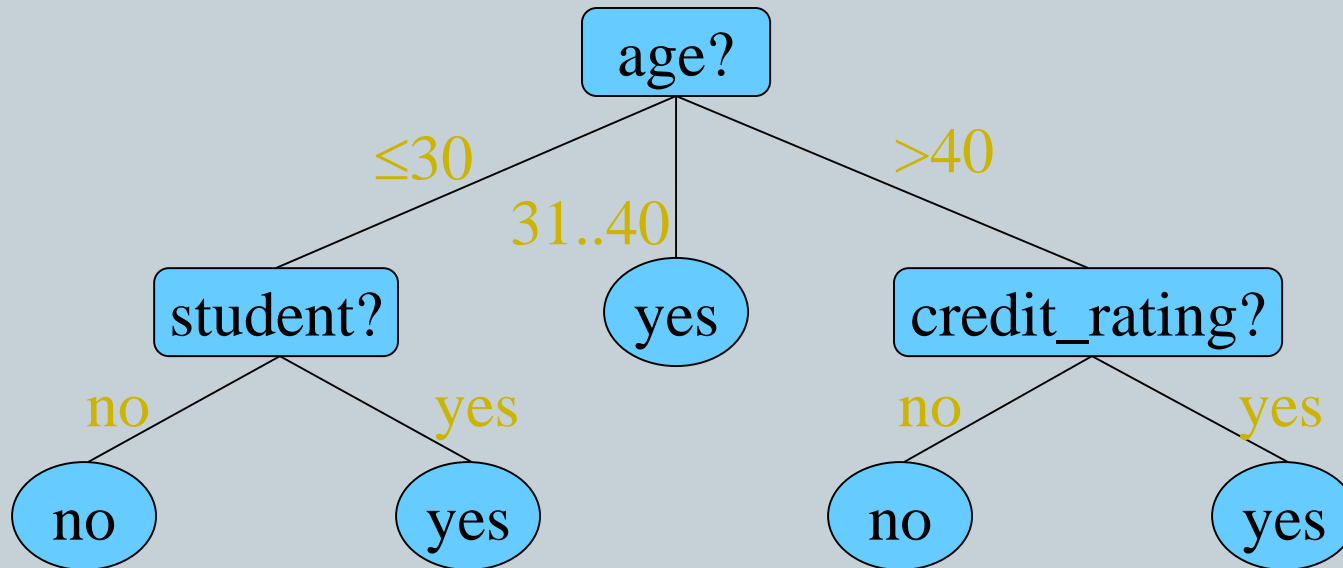 age?
≤30
31..40
>40
student?
yes
credit_rating?
no
yes
no
yes
no
yes
no
yes